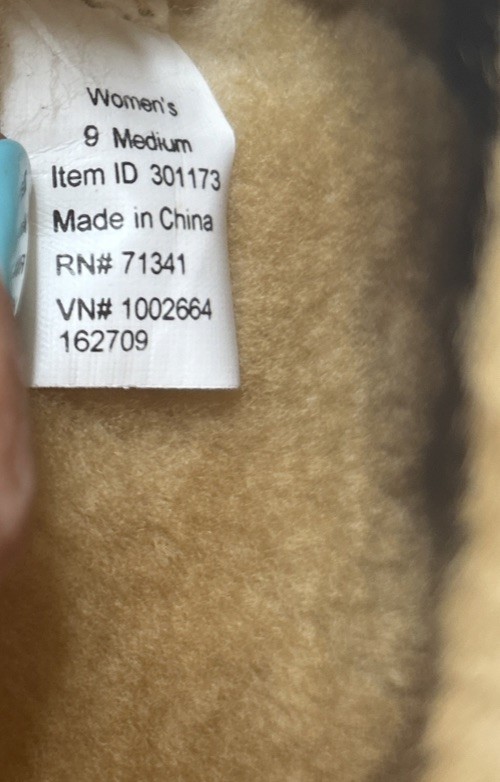 Women's
9 Medium
Item ID 301173
Made in China
RN# 71341
VN# 1002664
162709